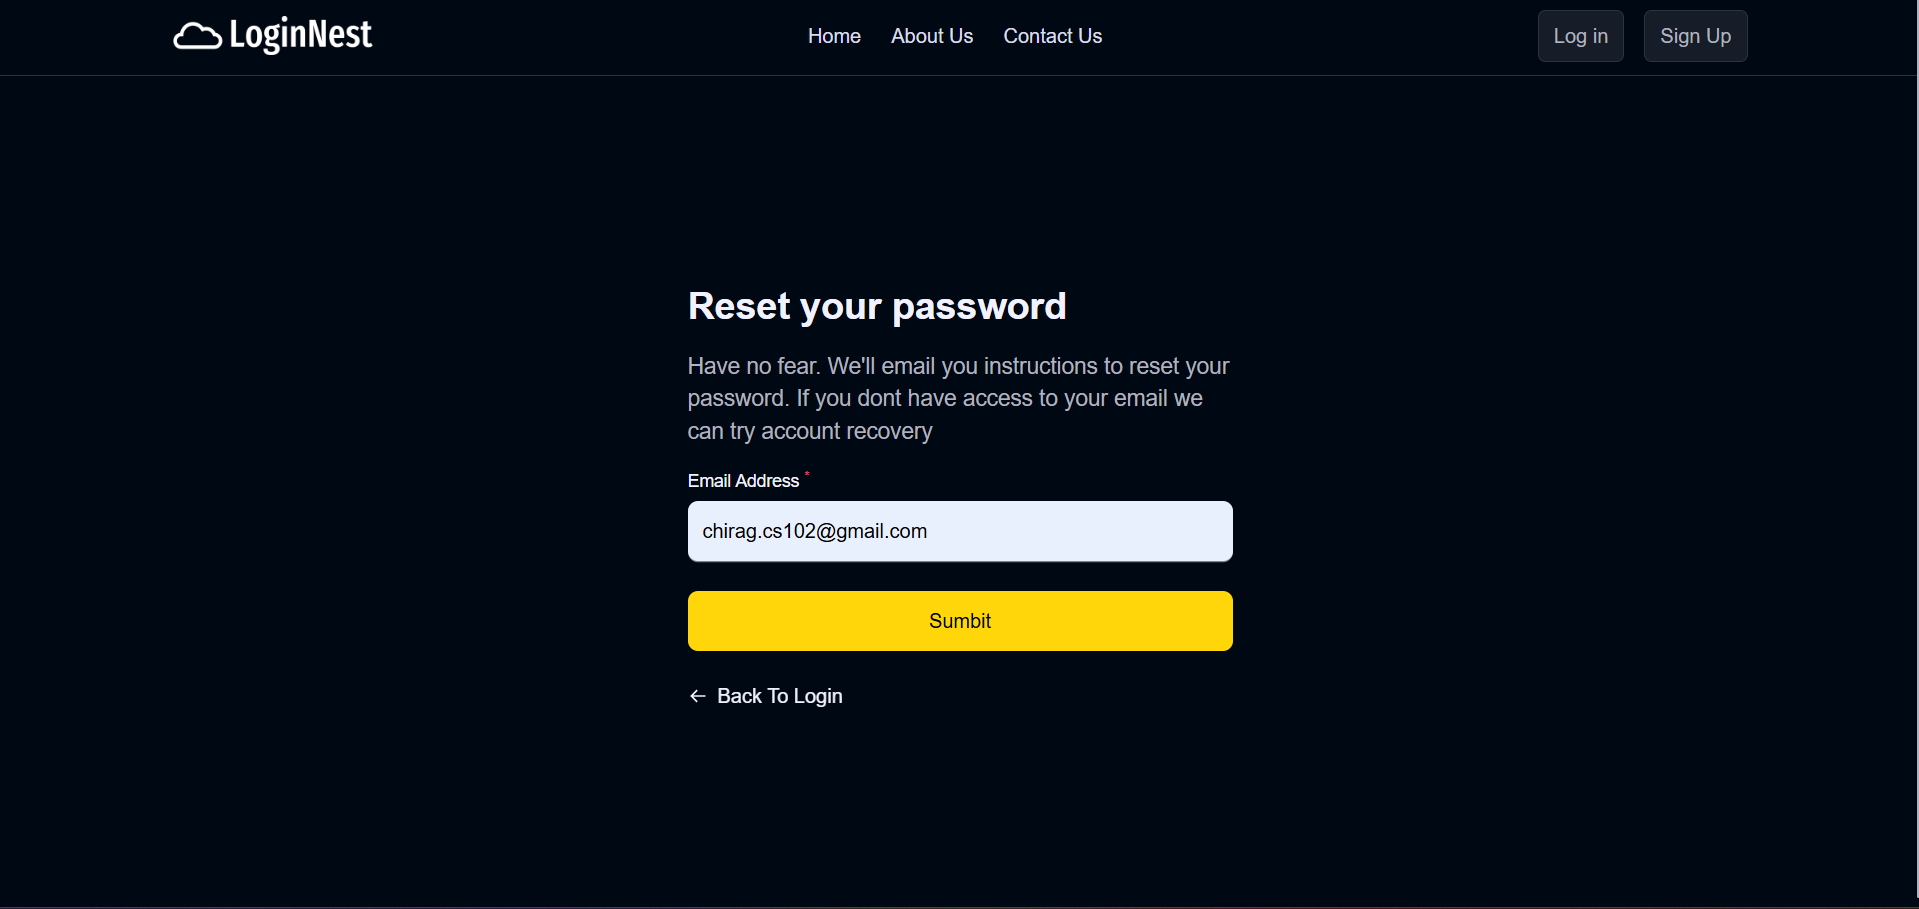 LoginNest
Home About Us Contact Us
Log in Sign Up
Reset your password
Have no fear. We'll email you instructions to reset your
password. If you dont have access to your email we
can try account recovery
Email Address *
chirag.cs102@gmail.com
Sumbit
← Back To Login